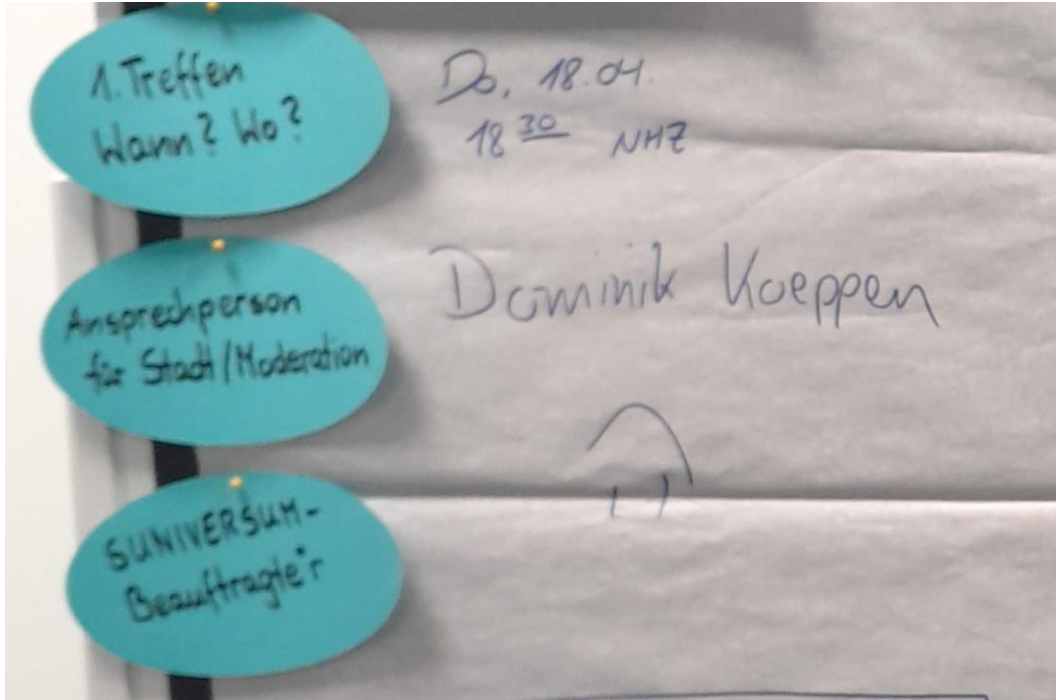 1. Treffen
Wann? Wo?
Do, 18.04.
18 30 NHZ
Ansprechperson
für Stadt/Moderation
Dominik Koeppen
SUNIVERSUM-
Beauftragte*r